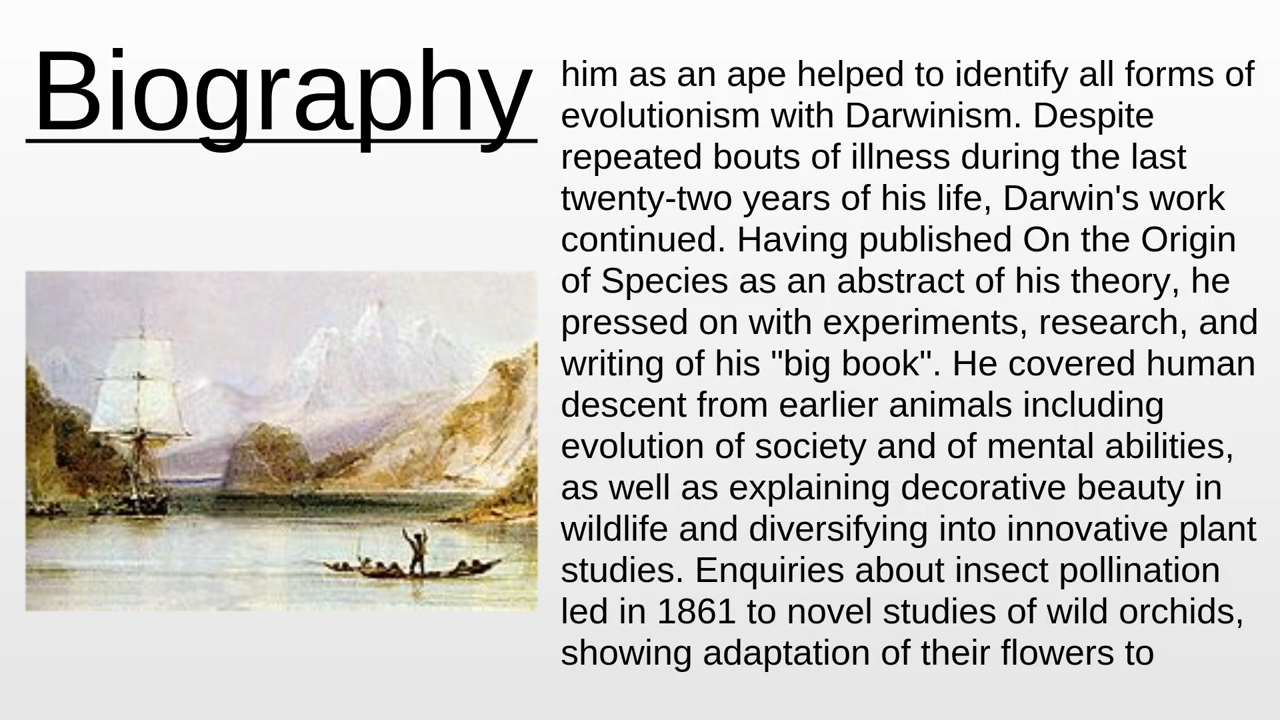 Biography
him as an ape helped to identify all forms of
evolutionism with Darwinism. Despite
repeated bouts of illness during the last
twenty-two years of his life, Darwin's work
continued. Having published On the Origin
of Species as an abstract of his theory, he
pressed on with experiments, research, and
writing of his "big book". He covered human
descent from earlier animals including
evolution of society and of mental abilities,
as well as explaining decorative beauty in
wildlife and diversifying into innovative plant
studies. Enquiries about insect pollination
led in 1861 to novel studies of wild orchids,
showing adaptation of their flowers to